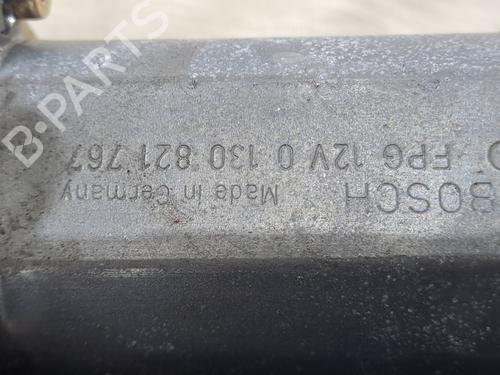 BOSCH
Made in Germany
FPG 12V 0 130 821 767
B-PARTS